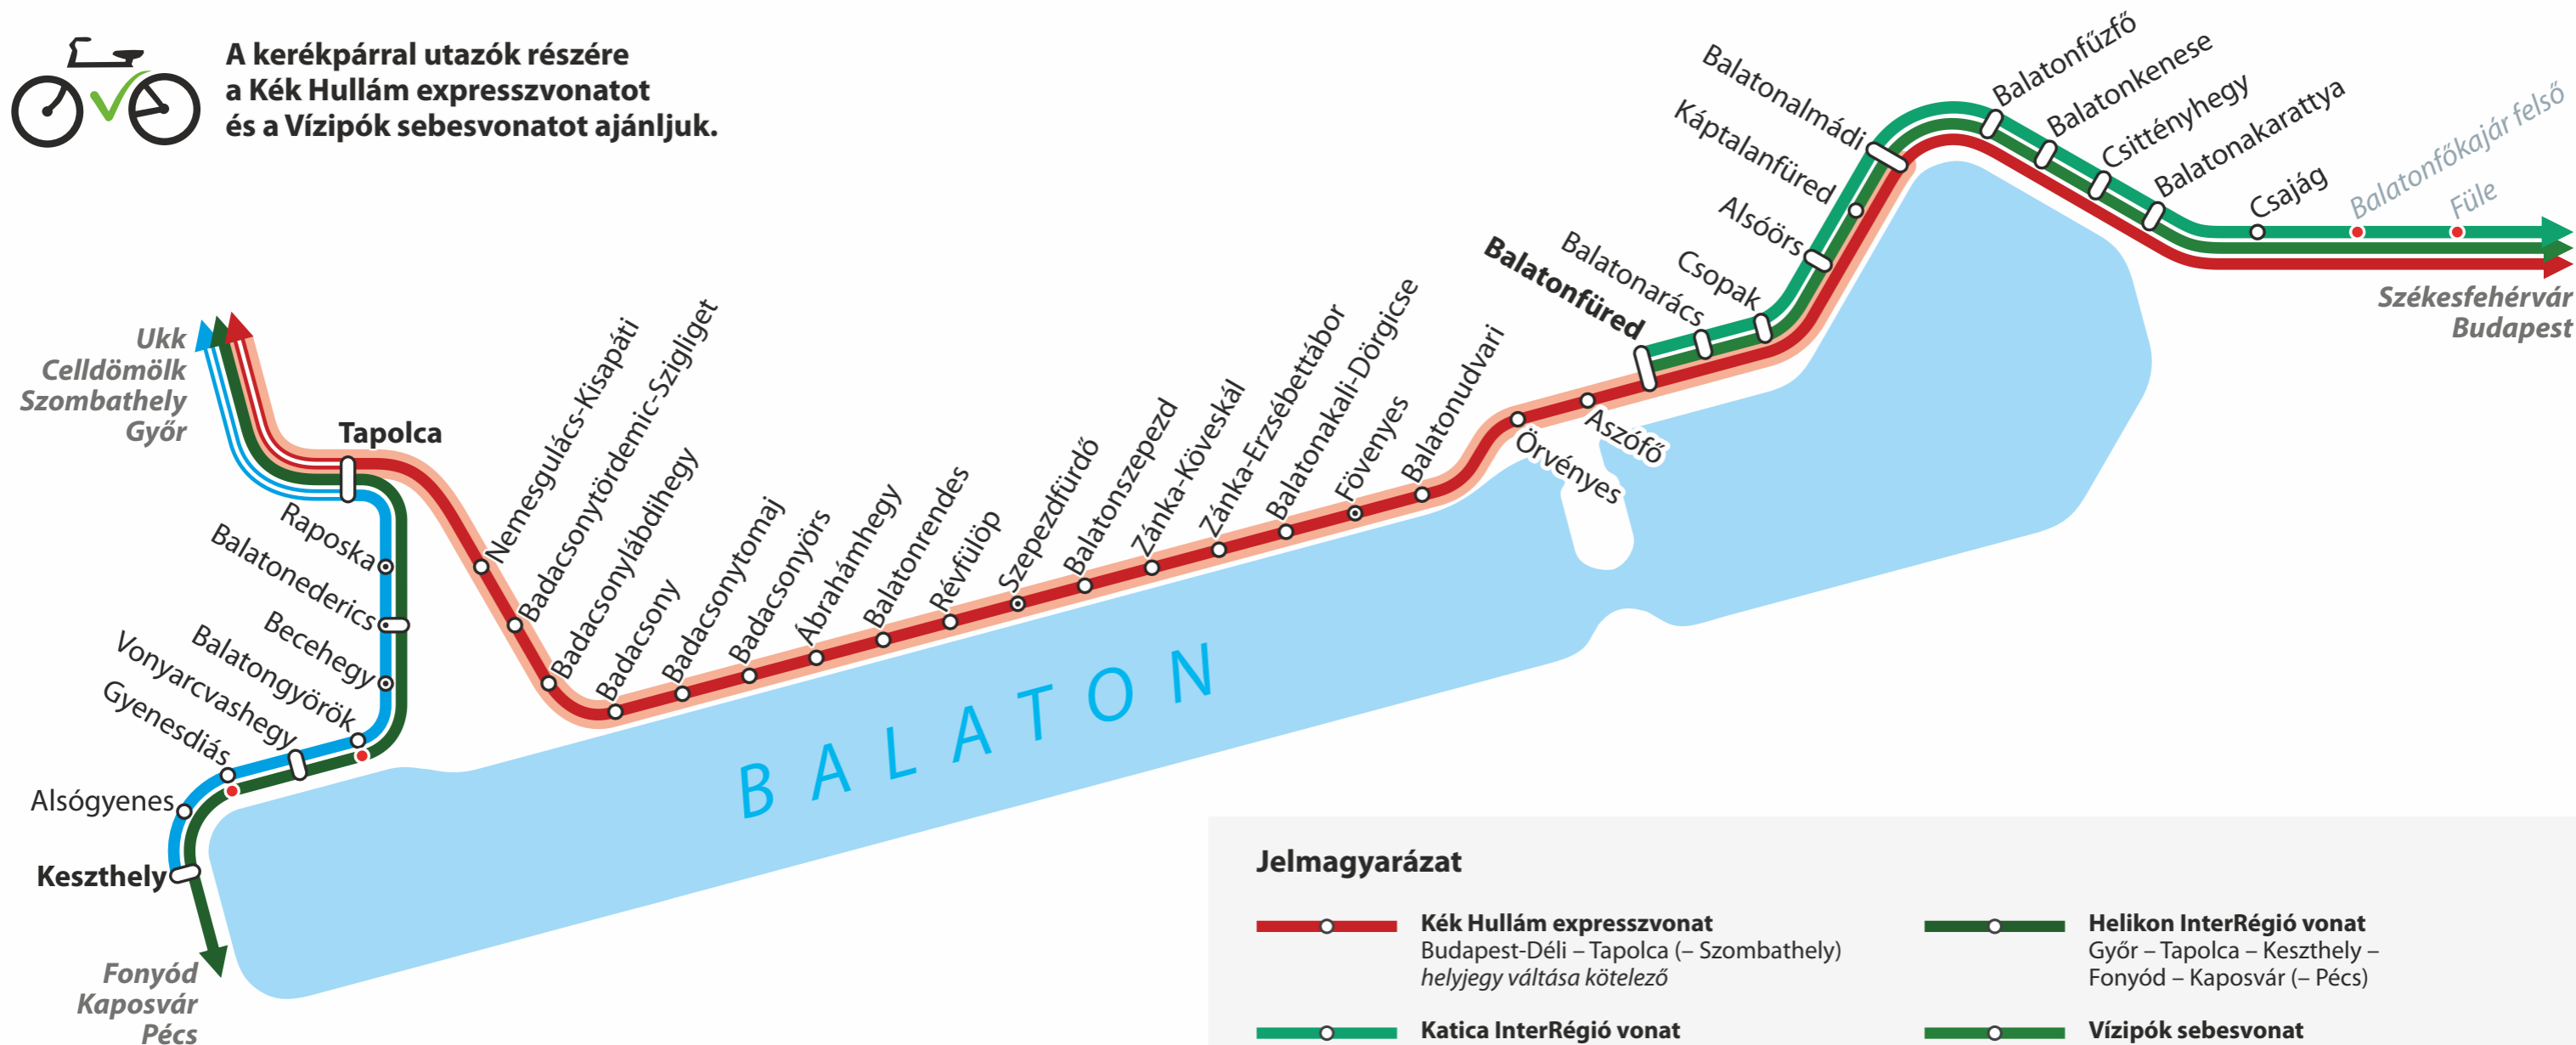 A kerékpárral utazók részére
a Kék Hullám expresszvonatot
és a Vízipók sebesvonatot ajánljuk.
Ukk
Celldömölk
Szombathely
Győr
Tapolca
Raposka
Balatonederics
Becehegy
Balatongyörök
Vonyarcvashegy
Gyenesdiás
Alsógyenes
Keszthely
Fonyód
Kaposvár
Pécs
Nemesgulács-Kisapáti
Badacsonytördemic-Szigliget
Badacsonylábdihegy
Badacsony
Badacsonytomaj
Badacsonyörs
Ábrahámhegy
Balatonrendes
Révfülöp
Szepezdfürdő
Balatonszepezd
Zánka-Köveskál
Zánka-Erzsébettábor
Balatonakali-Dörgicse
Fövenyes
Balatonudvari
Örvényes
Aszófő
Balatonfüred
Balatonarács
Csopak
Alsóörs
Káptalanfüred
Balatonalmádi
Balatonfűzfő
Balatonkenese
Csittényhegy
Balatonakarattya
Csajág
Balatonfőkajár felső
Füle
Székesfehérvár
Budapest
BALATON
Jelmagyarázat
Kék Hullám expresszvonat
Budapest-Déli – Tapolca (– Szombathely)
helyjegy váltása kötelező
Katica InterRégió vonat
Helikon InterRégió vonat
Győr – Tapolca – Keszthely –
Fonyód – Kaposvár (– Pécs)
Vízipók sebesvonat